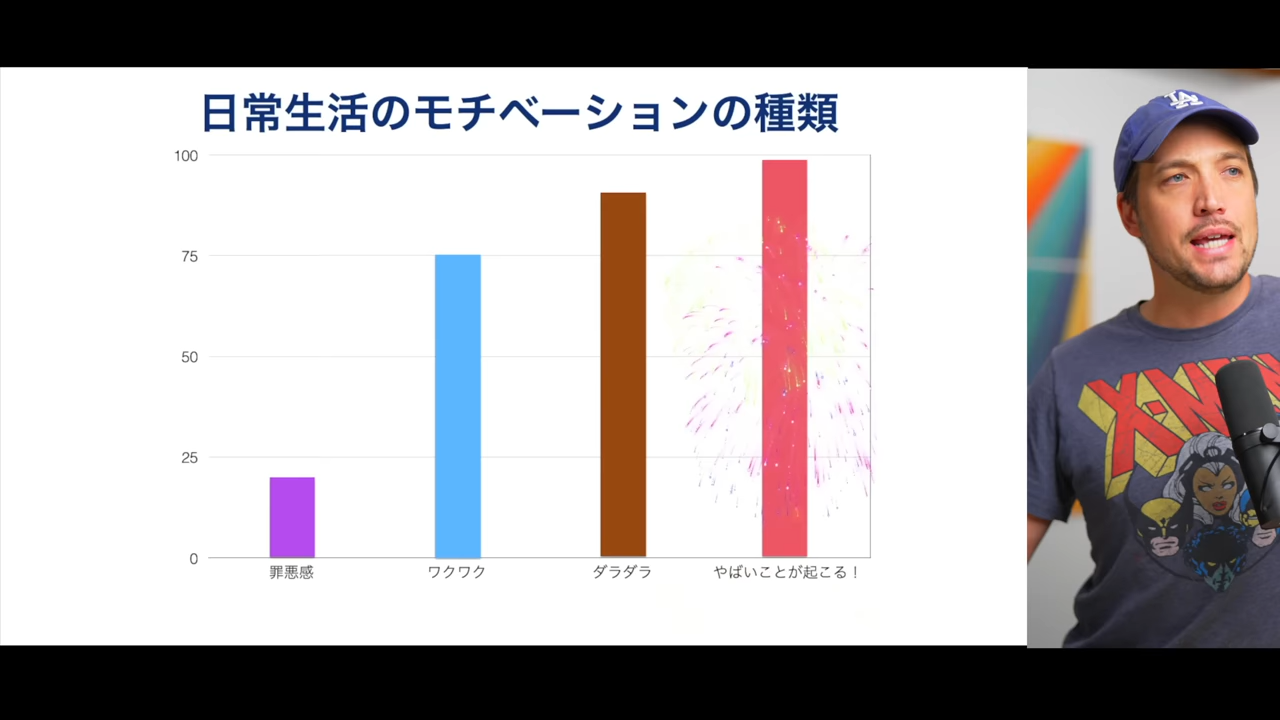 日常生活のモチベーションの種類
100
75
50
25
0
罪悪感
ワクワク
ダラダラ
やばいことが起こる！
LA
X-MEN